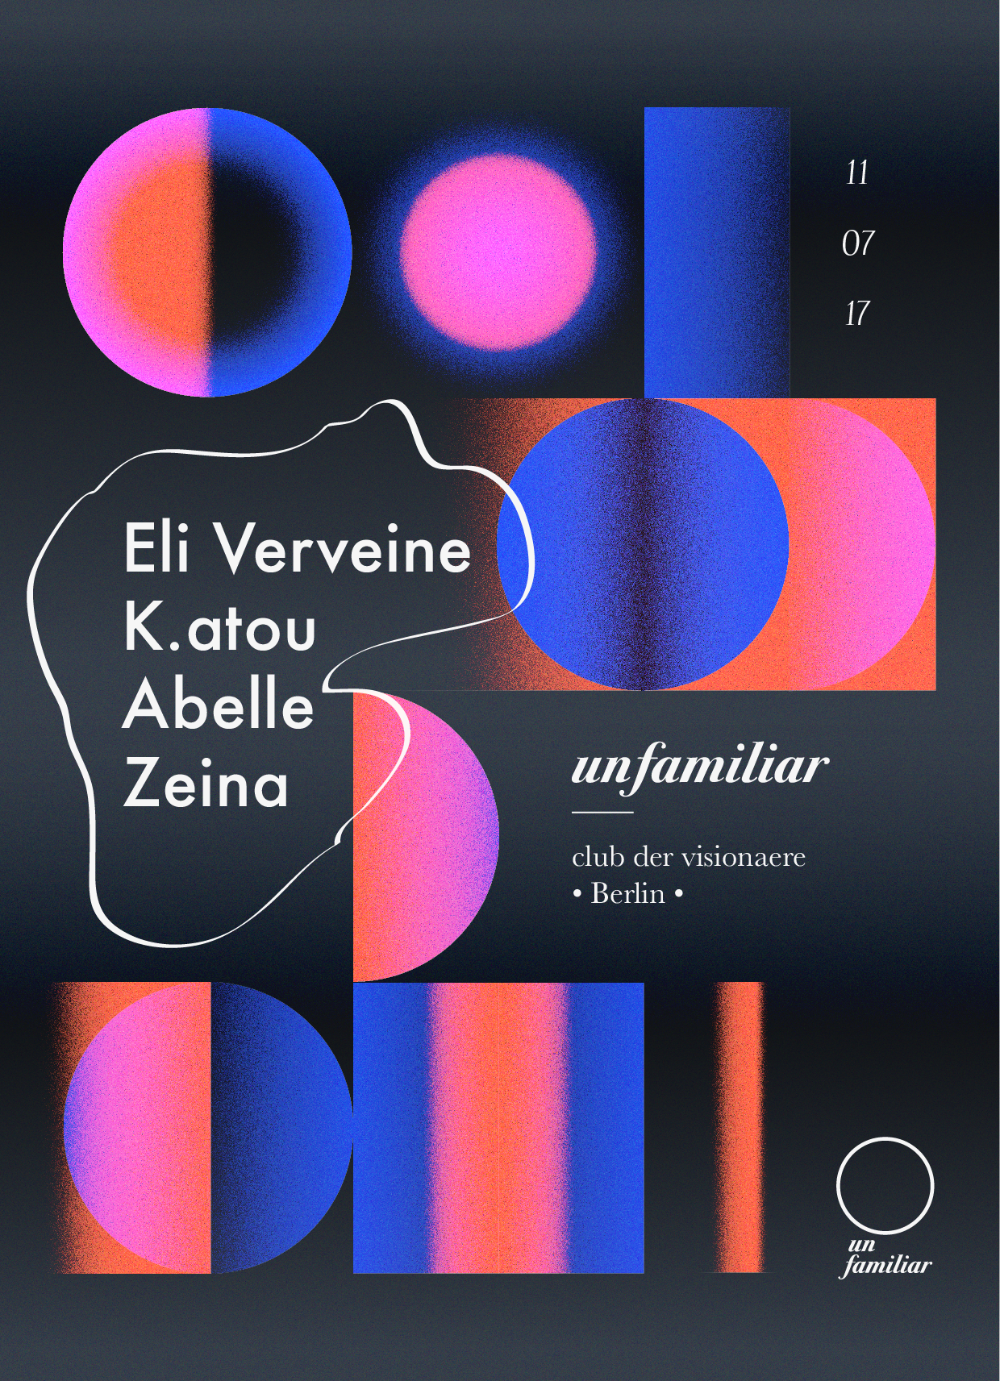 11
07
17
Eli Verveine
K.atou
Abelle
Zeina
unfamiliar
club der visionaere
• Berlin •
un
familiar